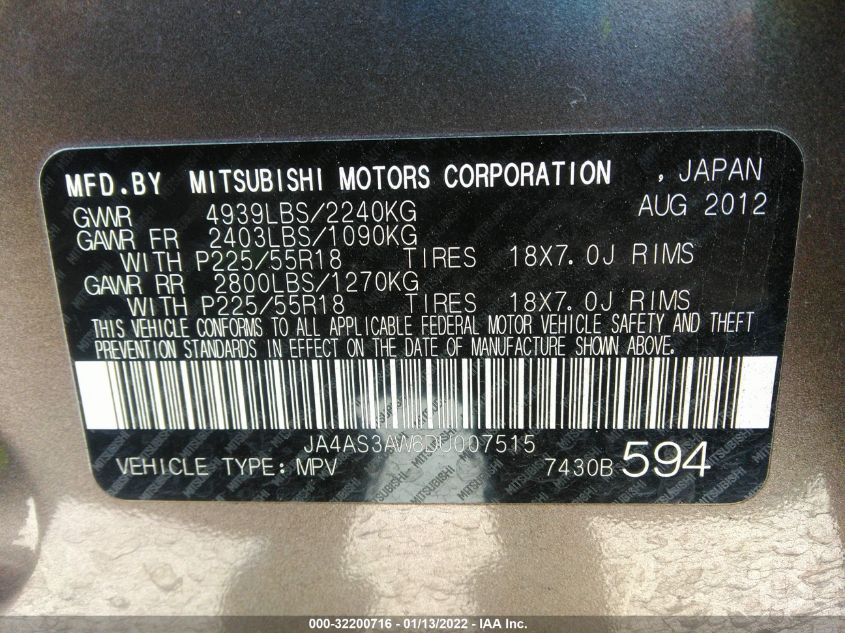 MFD.BY MITSUBISHI MOTORS CORPORATION , JAPAN
GVWR 4939LBS/2240KG AUG 2012
GAWR FR 2403LBS/1090KG
WITH P225/55R18 TIRES 18X7.0J RIMS
GAWR RR 2800LBS/1270KG
WITH P225/55R18 TIRES 18X7.0J RIMS
THIS VEHICLE CONFORMS TO ALL APPLICABLE FEDERAL MOTOR VEHICLE SAFETY AND THEFT
PREVENTION STANDARDS IN EFFECT ON THE DATE OF MANUFACTURE SHOWN ABOVE.
JA4AS3AW6DU007515
VEHICLE TYPE: MPV 7430B 594
000-32200716 - 01/13/2022 - IAA Inc.